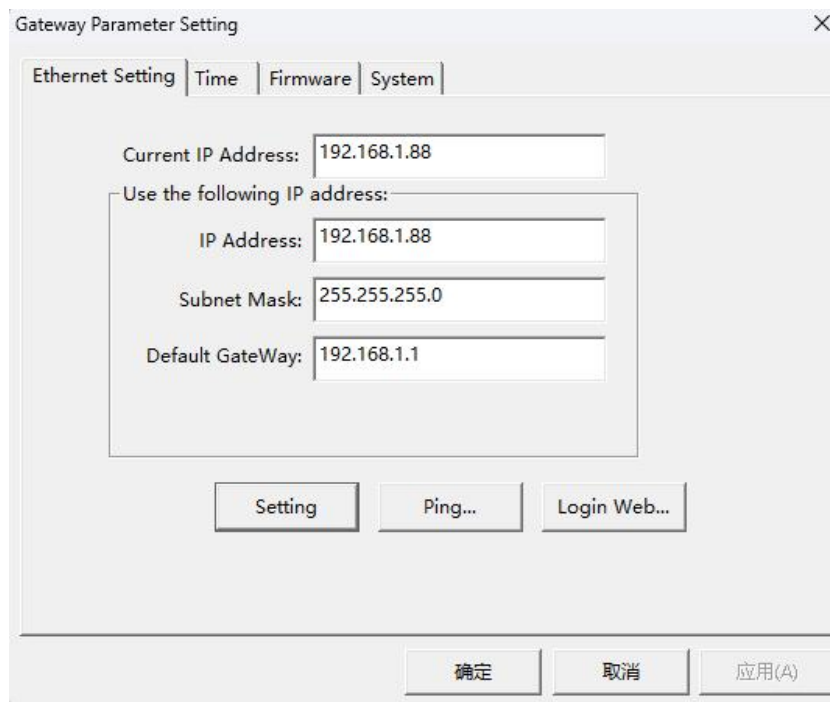 Gateway Parameter Setting
Ethernet Setting Time Firmware System
Current IP Address: 192.168.1.88
Use the following IP address:
IP Address: 192.168.1.88
Subnet Mask: 255.255.255.0
Default GateWay: 192.168.1.1
Setting Ping... Login Web...
确定 取消 应用(A)